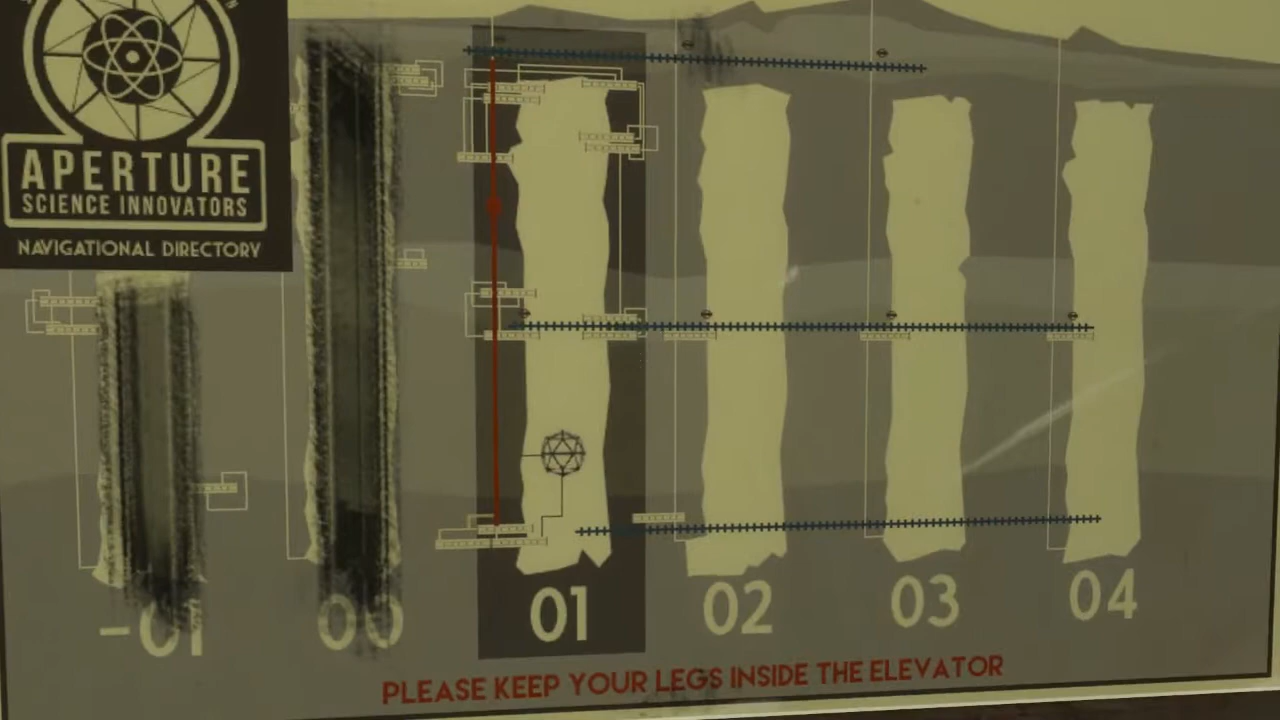 APERTURE
SCIENCE INNOVATORS
NAVIGATIONAL DIRECTORY
-01
00
01
02
03
04
PLEASE KEEP YOUR LEGS INSIDE THE ELEVATOR